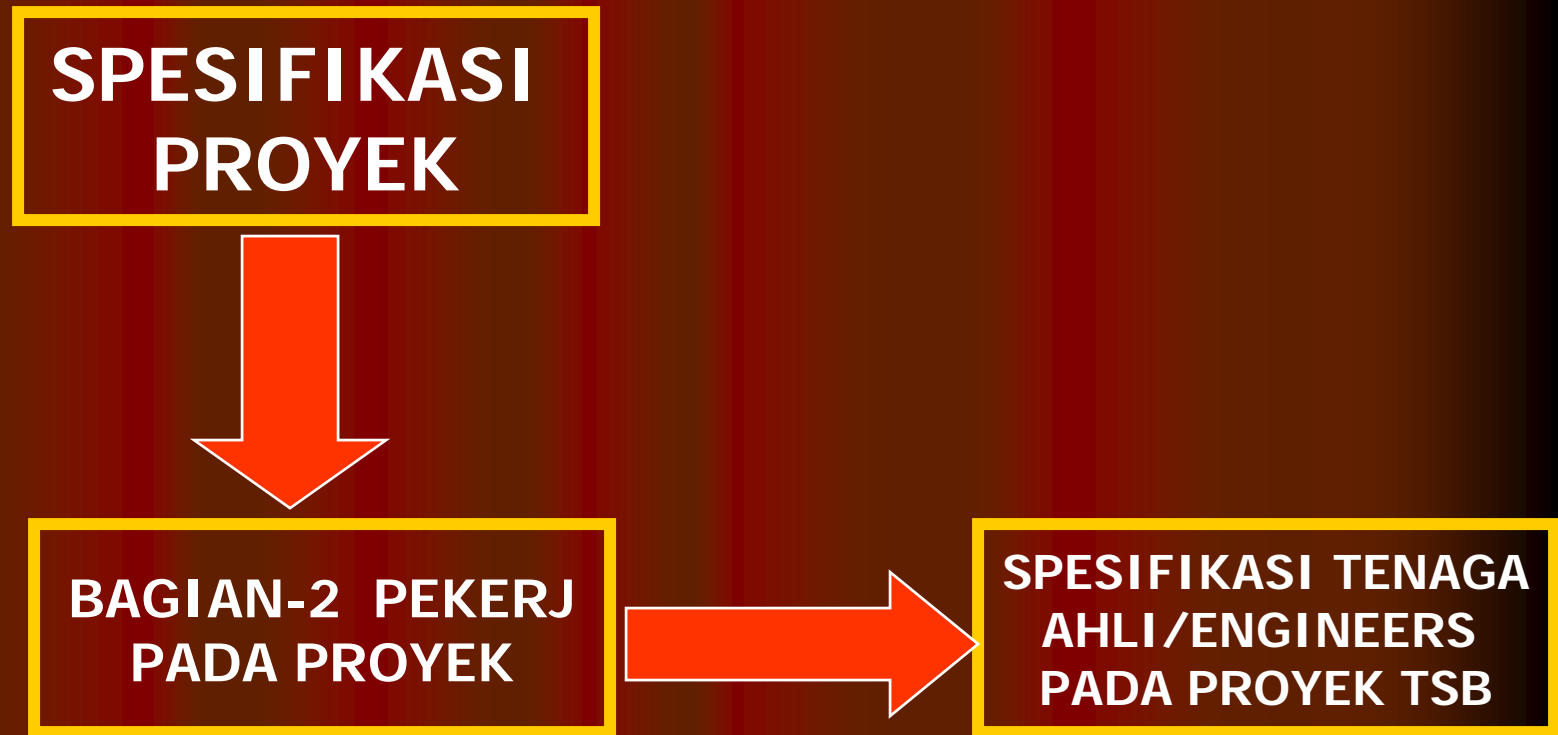 SPESIFIKASI
PROYEK
BAGIAN-2 PEKERJ
PADA PROYEK
SPESIFIKASI TENAGA
AHLI/ENGINEERS
PADA PROYEK TSB